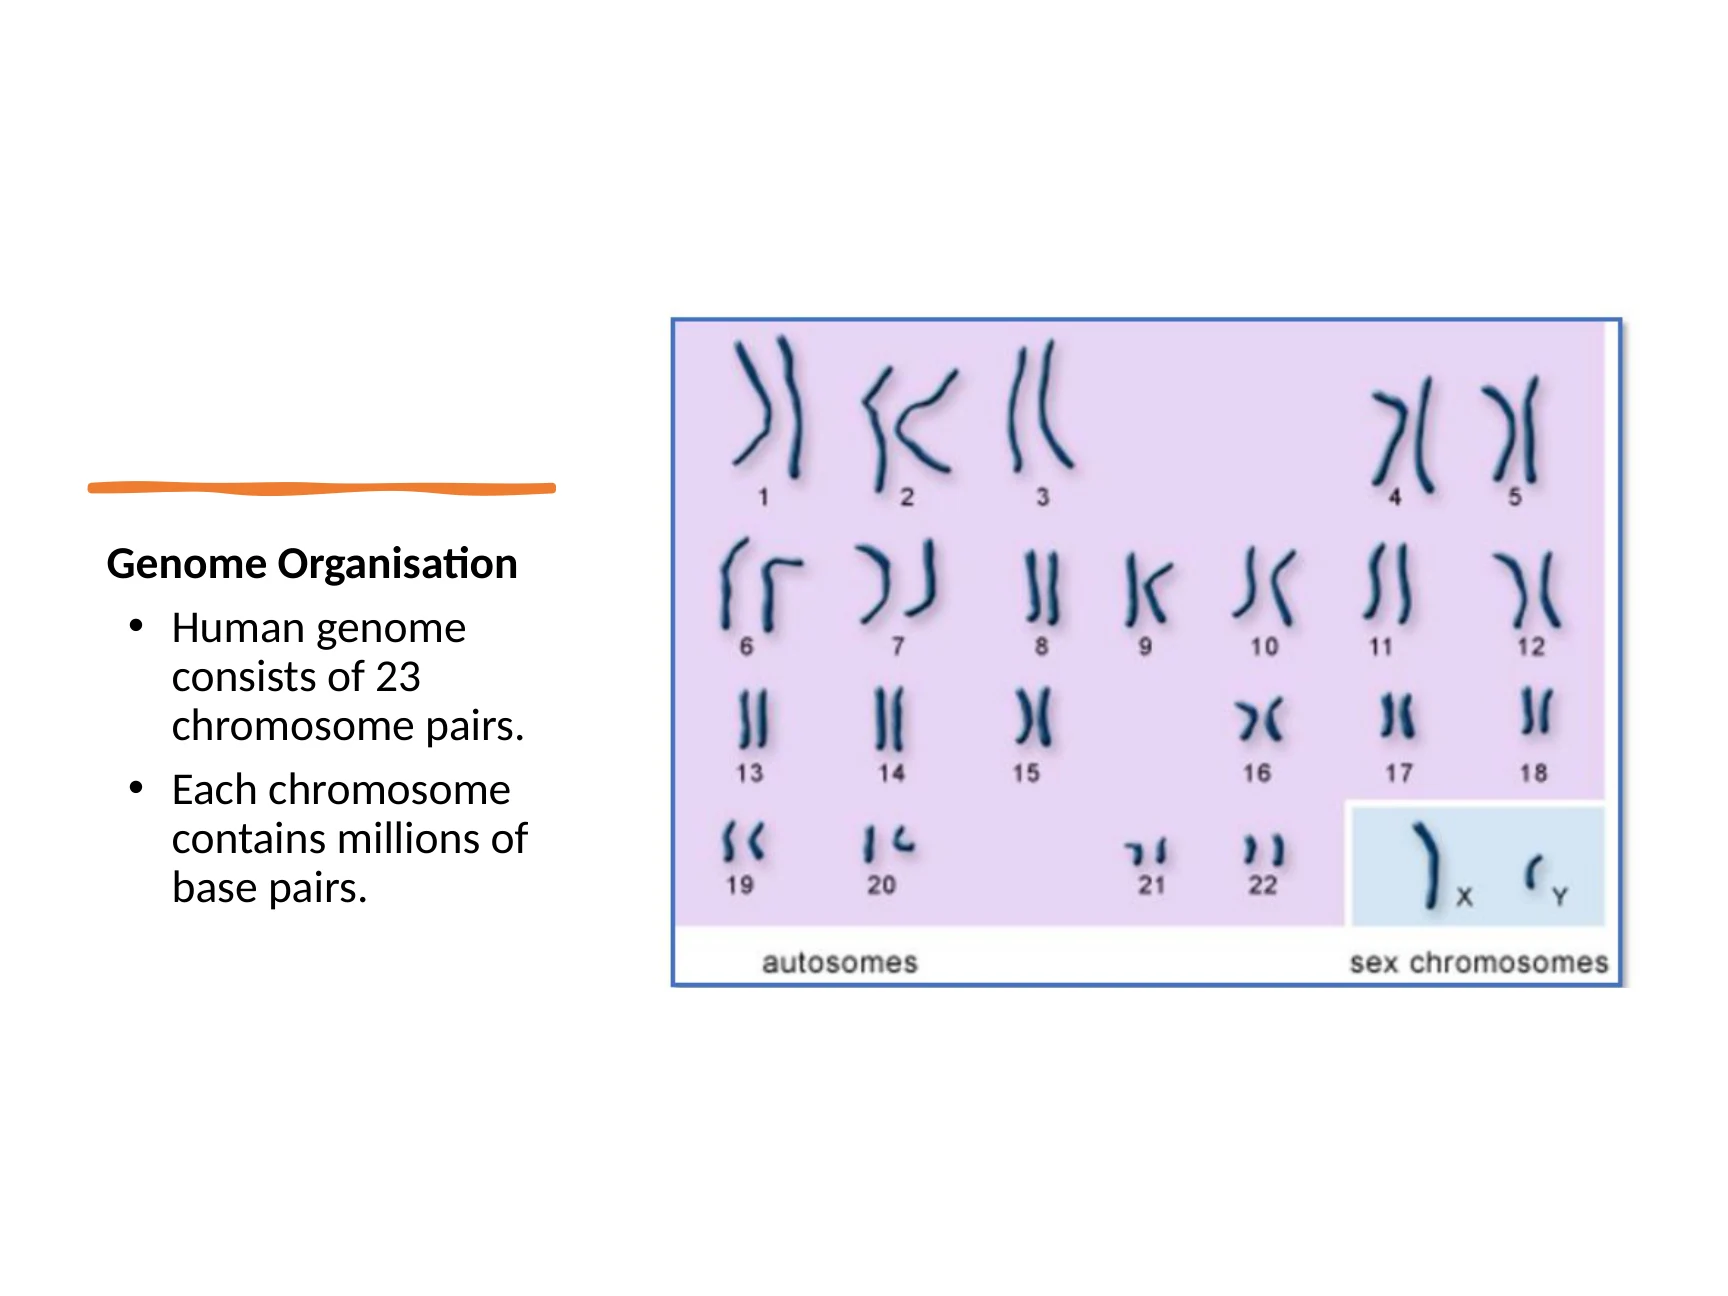 Genome Organisation
• Human genome
consists of 23
chromosome pairs.
• Each chromosome
contains millions of
base pairs.
1 2 3 4 5
6 7 8 9 10 11 12
13 14 15 16 17 18
19 20 21 22 X Y
autosomes sex chromosomes